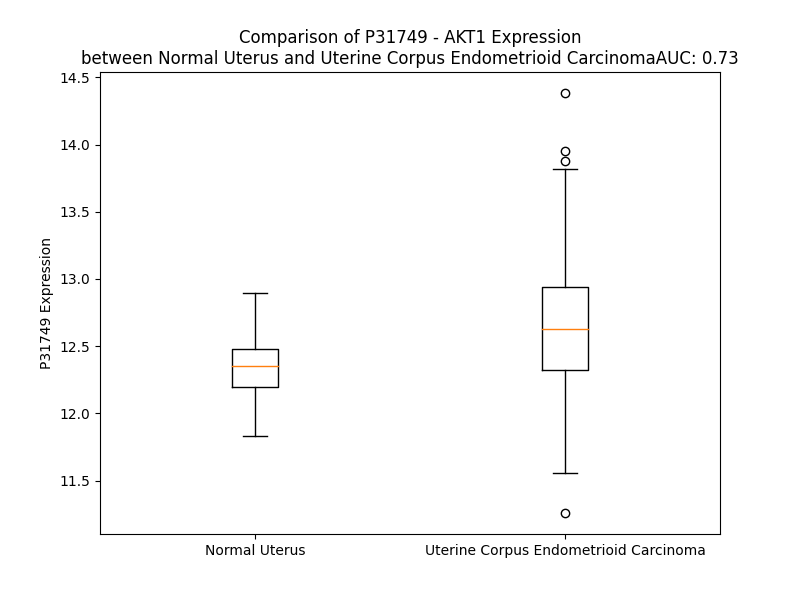 Comparison of P31749 - AKT1 Expression
between Normal Uterus and Uterine Corpus Endometrioid CarcinomaAUC: 0.73
14.5
14.0
13.5
13.0
12.5
12.0
11.5
P31749 Expression
Normal Uterus
Uterine Corpus Endometrioid Carcinoma